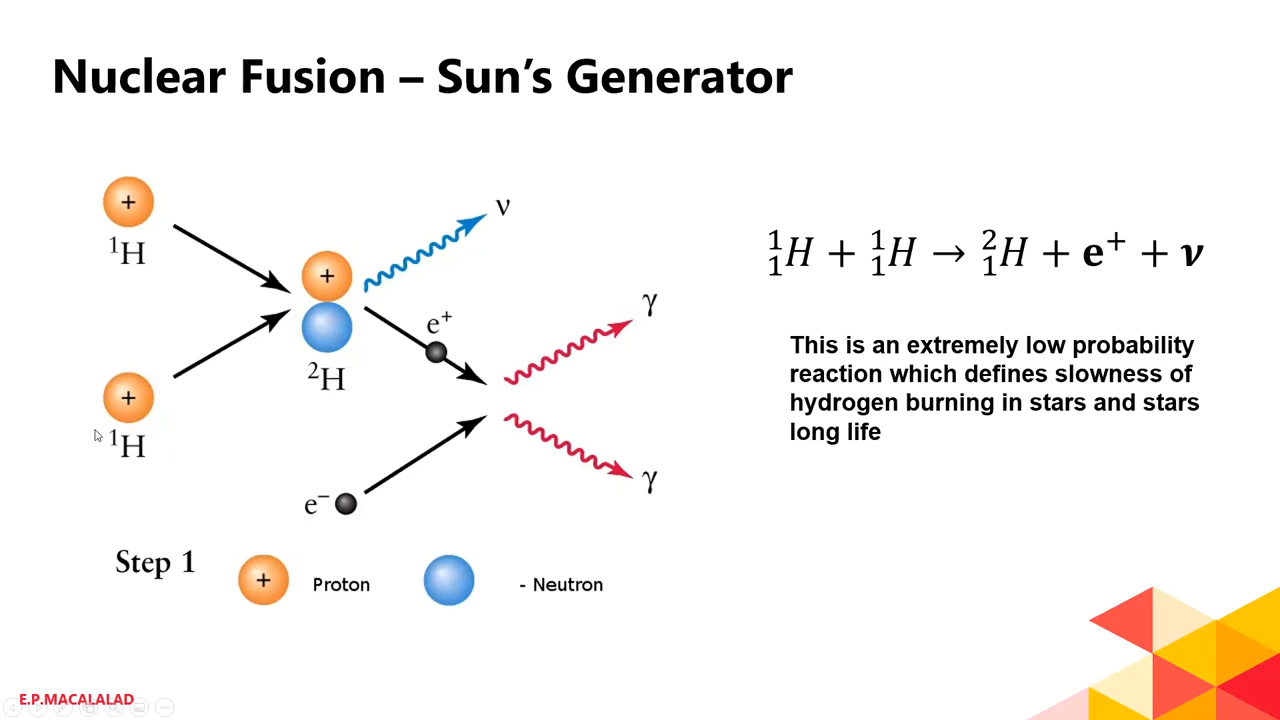 Nuclear Fusion – Sun's Generator
+
¹H
+
¹H
+
²H
ν
e⁺
e⁻
γ
γ
Step 1
+
Proton
- Neutron
¹₁H + ¹₁H → ²₁H + e⁺ + ν
This is an extremely low probability
reaction which defines slowness of
hydrogen burning in stars and stars
long life
E.P.MACALALAD